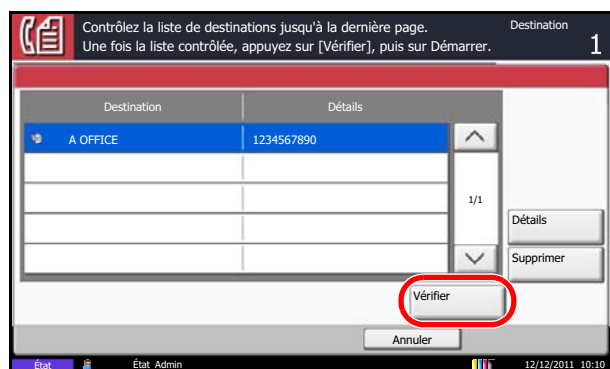 Contrôlez la liste de destinations jusqu'à la dernière page.
Une fois la liste contrôlée, appuyez sur [Vérifier], puis sur Démarrer.
Destination
1
Destination Détails
A OFFICE 1234567890
1/1
Détails
Supprimer
Vérifier
Annuler
État État Admin 12/12/2011 10:10